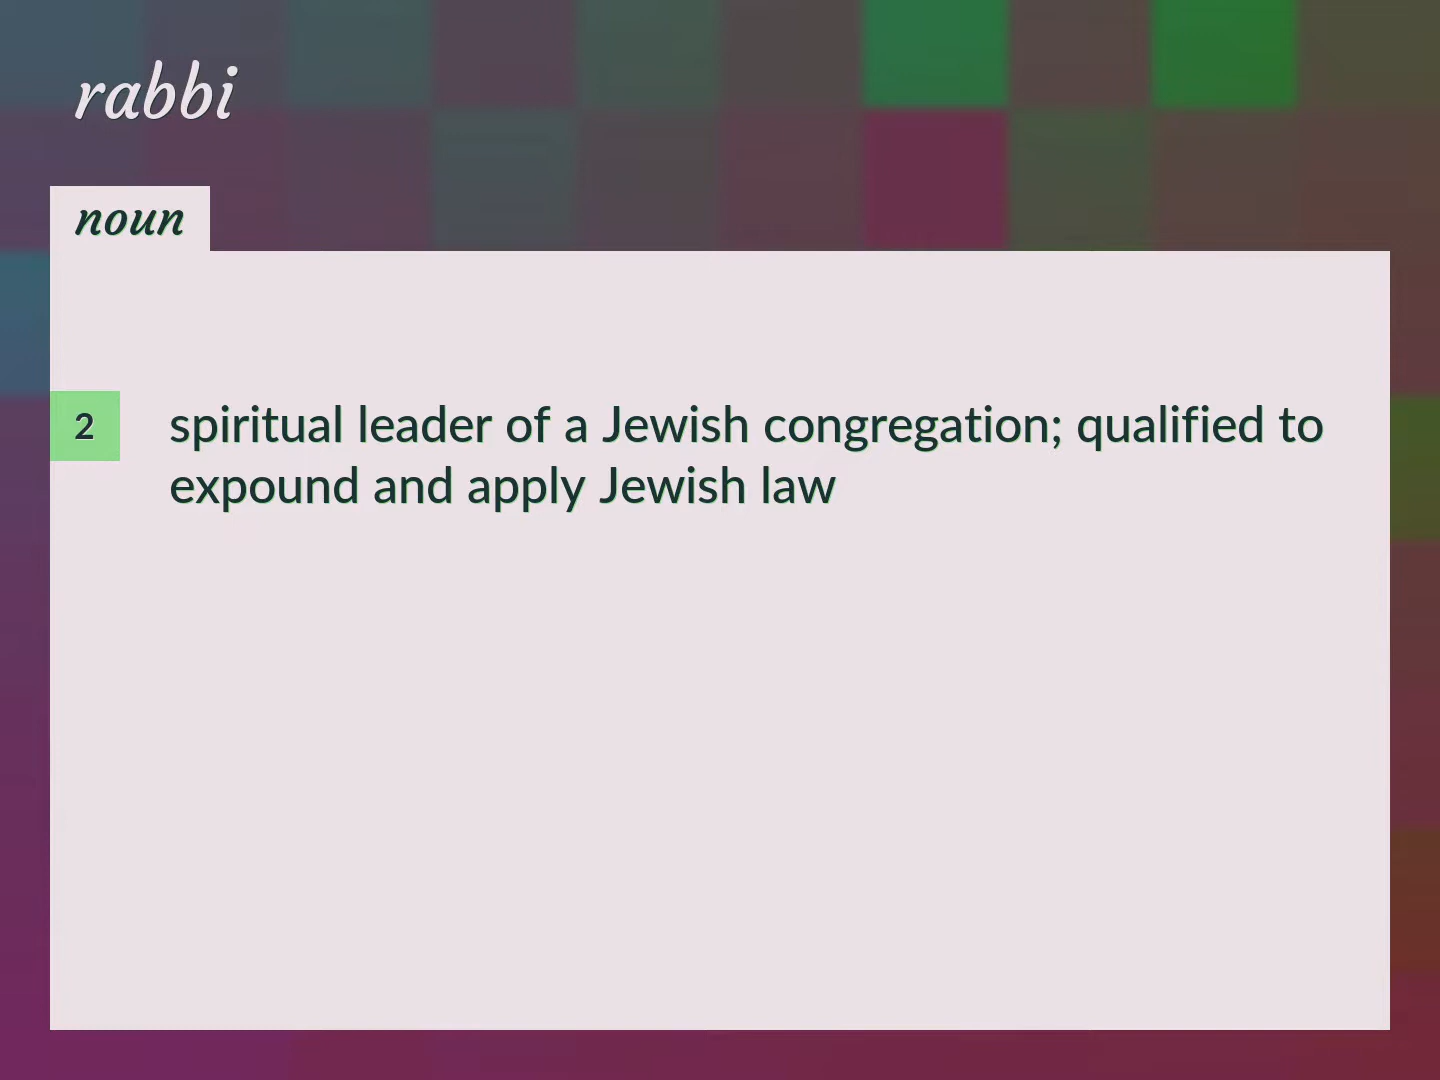 rabbi
noun
2
spiritual leader of a Jewish congregation; qualified to
expound and apply Jewish law